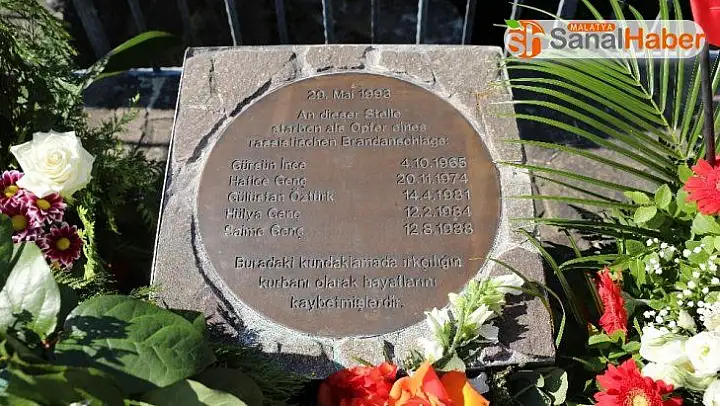 MALATYA
SH SanalHaber
29. Mai 1993
An dieser Stelle
starben als Opfer eines
rassistischen Brandanschlags:
Gürsün İnce 4.10.1965
Hatice Genç 20.11.1974
Gülüstan Öztürk 14.4.1981
Hülya Genç 12.2.1984
Saime Genç 12.8.1988
Buradaki kundaklamada ırkçılığın
kurbanı olarak hayatlarını
kaybetmişlerdir.